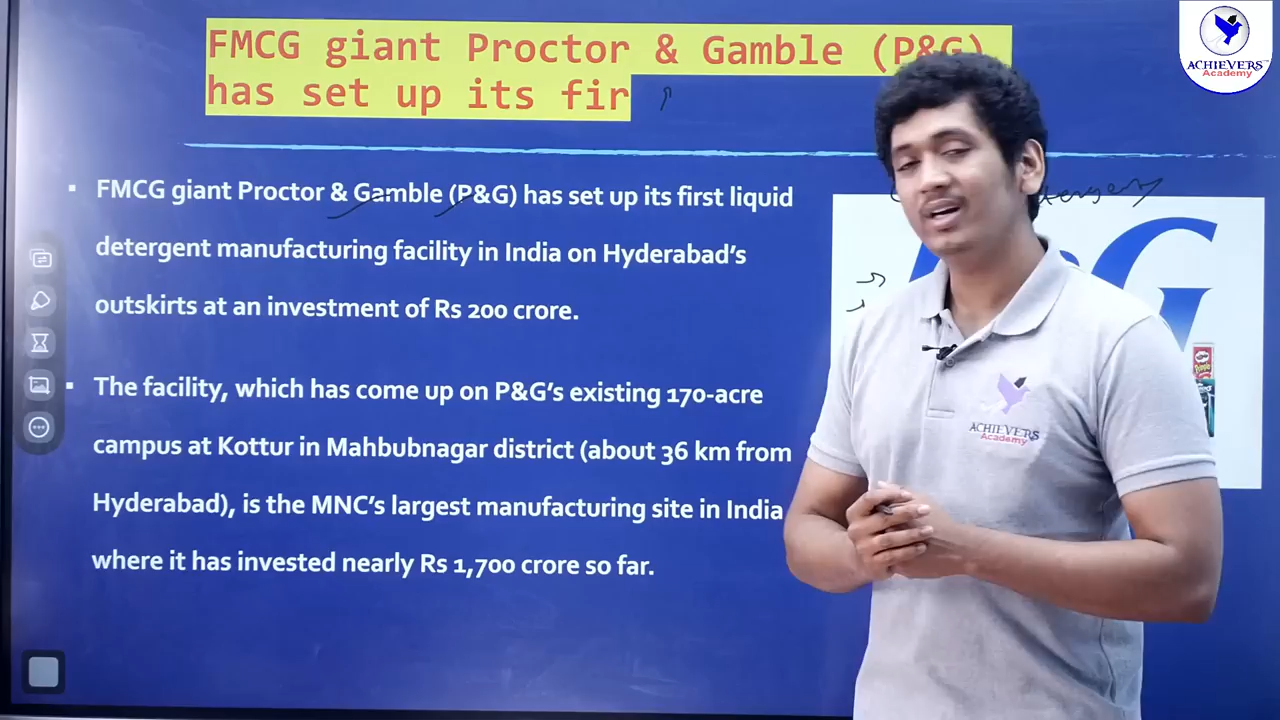 FMCG giant Proctor & Gamble (P&G)
has set up its fir
ACHIEVERS
Academy
FMCG giant Proctor & Gamble (P&G) has set up its first liquid
detergent manufacturing facility in India on Hyderabad's
outskirts at an investment of Rs 200 crore.
The facility, which has come up on P&G's existing 170-acre
campus at Kottur in Mahbubnagar district (about 36 km from
Hyderabad), is the MNC's largest manufacturing site in India
where it has invested nearly Rs 1,700 crore so far.
ACHIEVERS
Academy